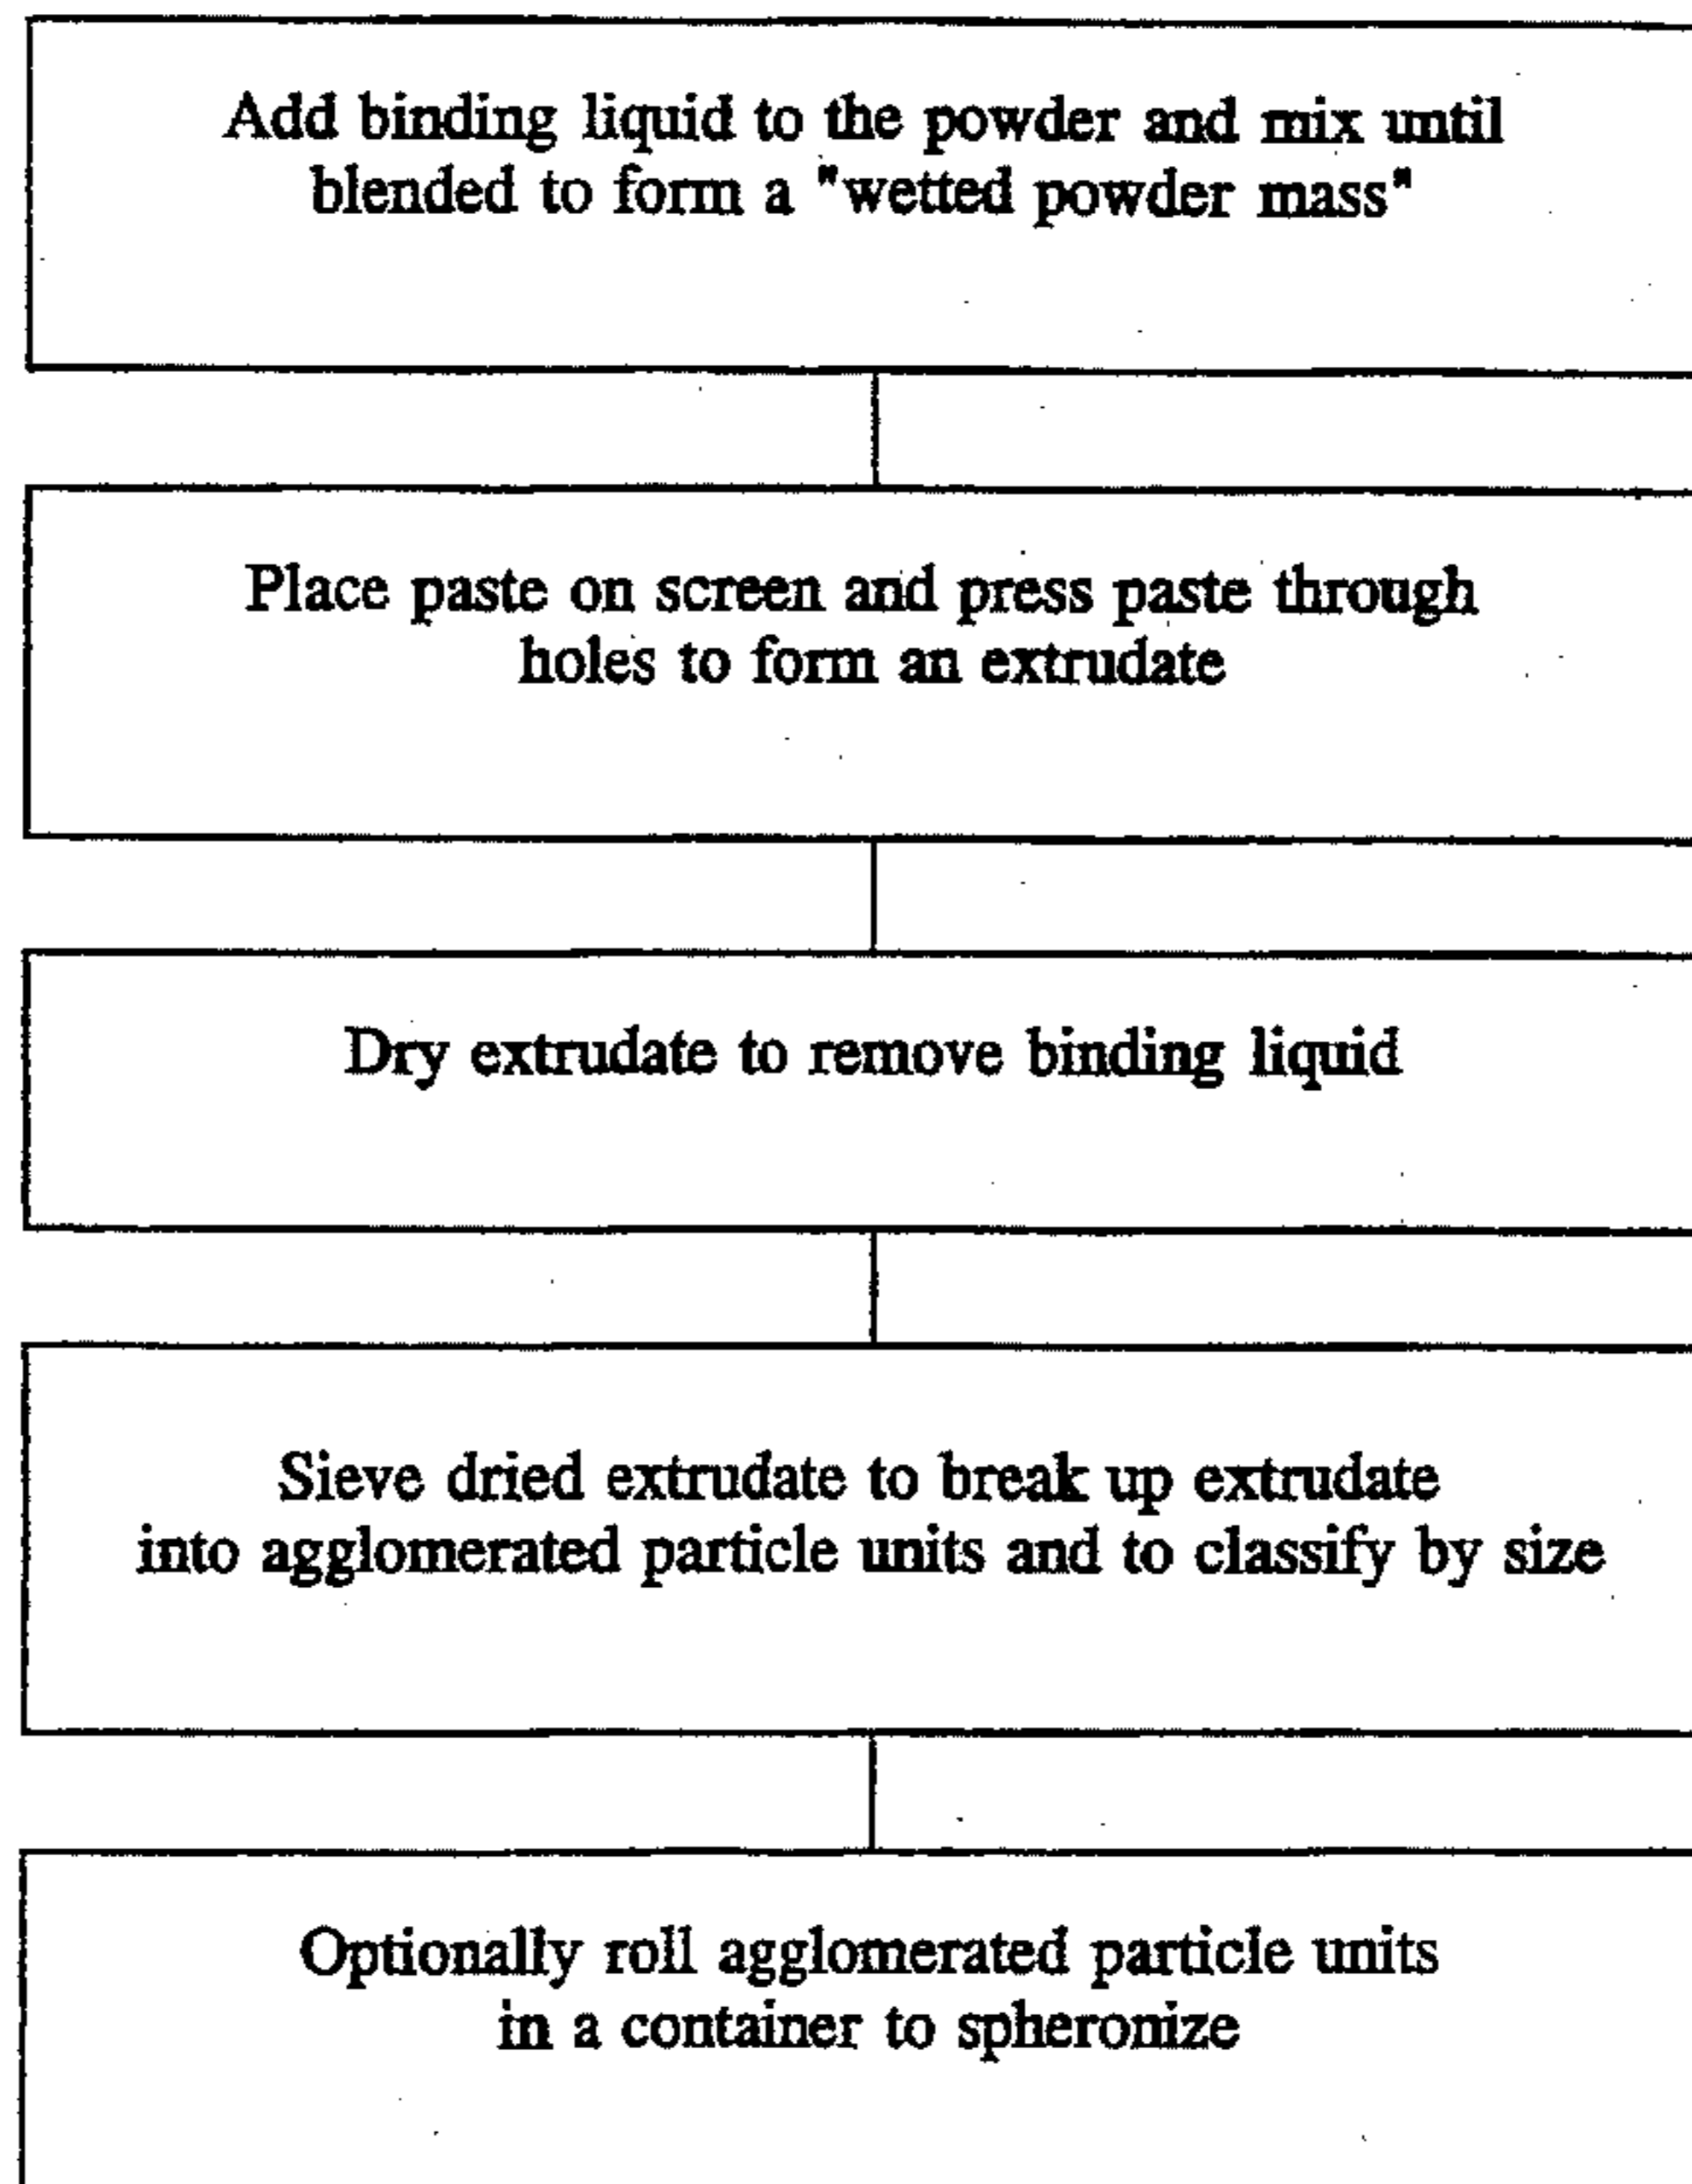 Add binding liquid to the powder and mix until
blended to form a "wetted powder mass"
Place paste on screen and press paste through
holes to form an extrudate
Dry extrudate to remove binding liquid
Sieve dried extrudate to break up extrudate
into agglomerated particle units and to classify by size
Optionally roll agglomerated particle units
in a container to spheronize